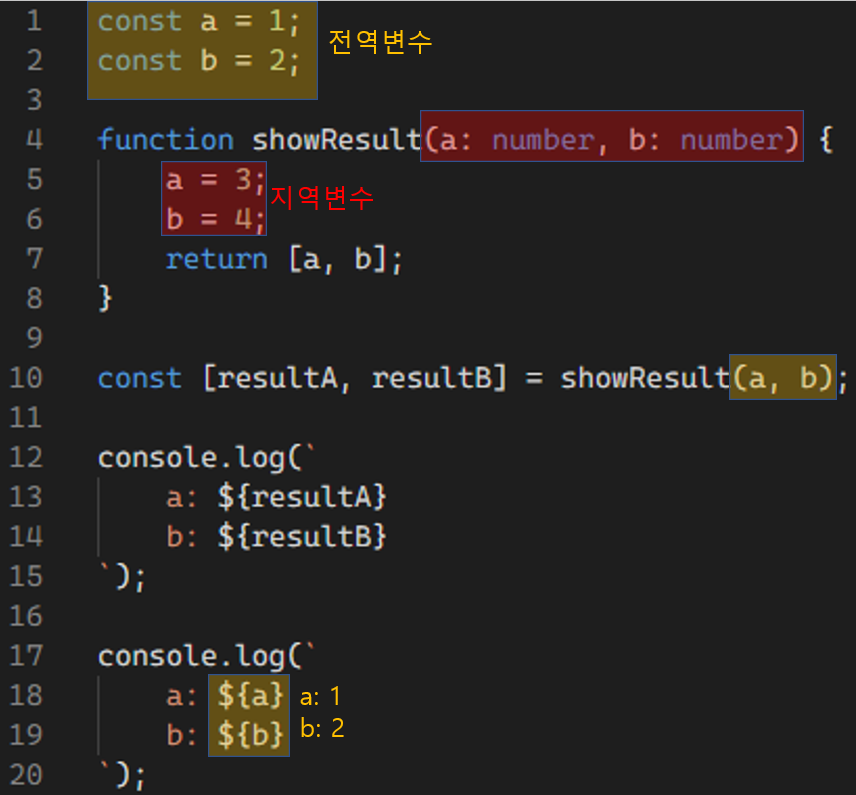 1 const a = 1; 전역변수
2 const b = 2;
3
4 function showResult(a: number, b: number) {
5 a = 3; 지역변수
6 b = 4;
7 return [a, b];
8 }
9
10 const [resultA, resultB] = showResult(a, b);
11
12 console.log(`
13 a: ${resultA}
14 b: ${resultB}
15 `);
16
17 console.log(`
18 a: ${a} a: 1
19 b: ${b} b: 2
20 `);